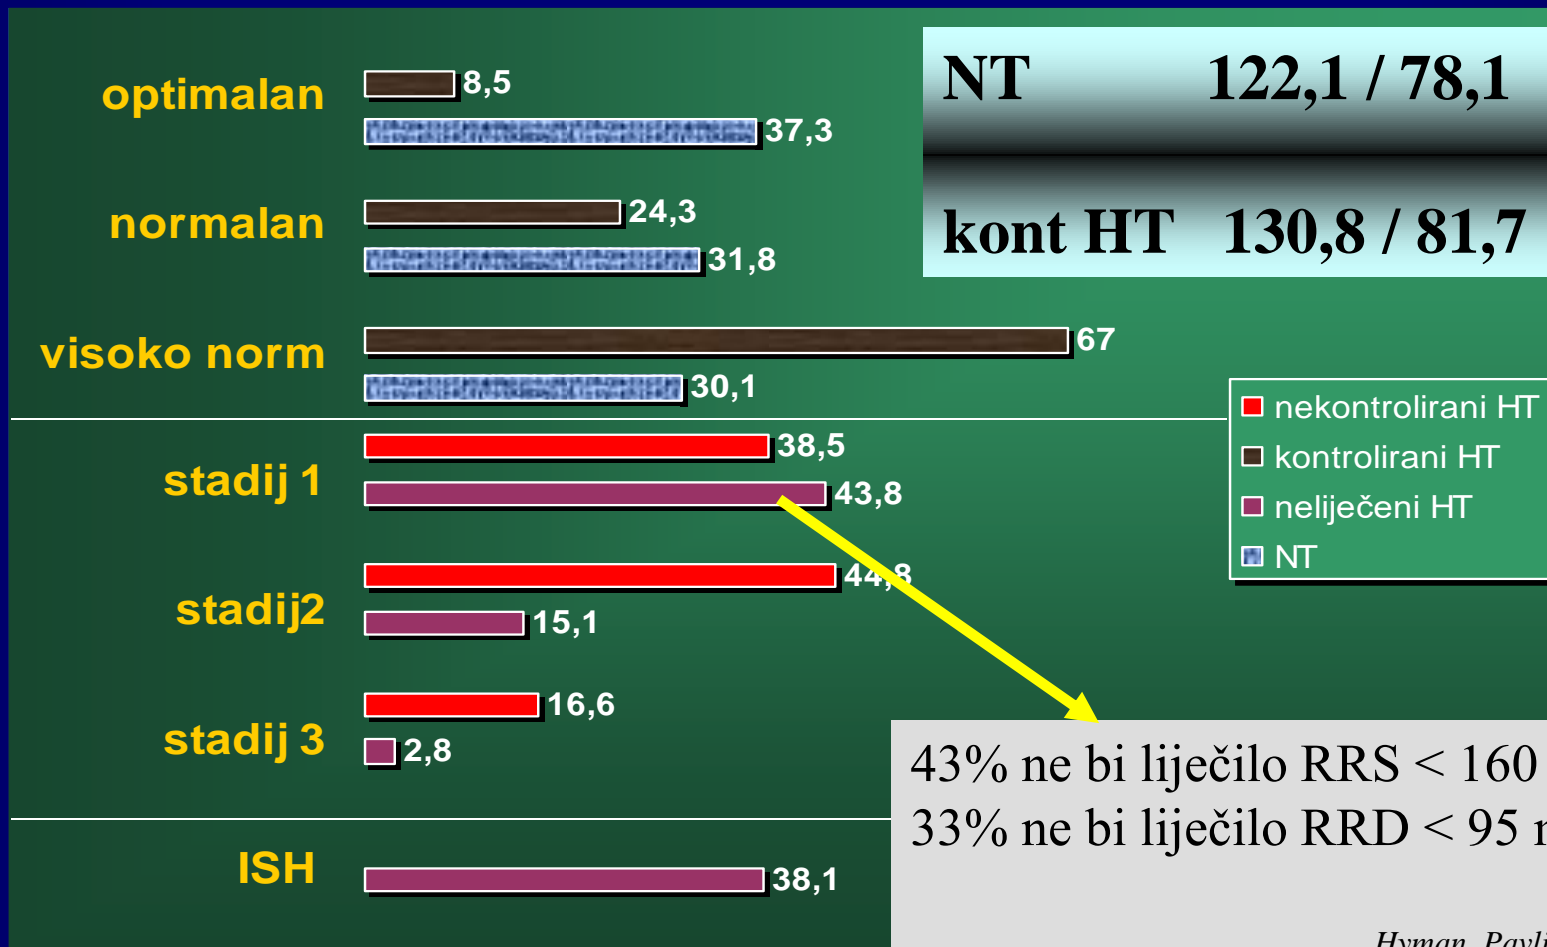 optimalan
8,5
37,3
normalan
24,3
31,8
visoko norm
67
30,1
stadij 1
38,5
43,8
stadij2
44,8
15,1
stadij 3
16,6
2,8
ISH
38,1
NT 122,1 / 78,1
kont HT 130,8 / 81,7
nekontrolirani HT
kontrolirani HT
neliječeni HT
NT
43% ne bi liječilo RRS < 160
33% ne bi liječilo RRD < 95
Hyman,